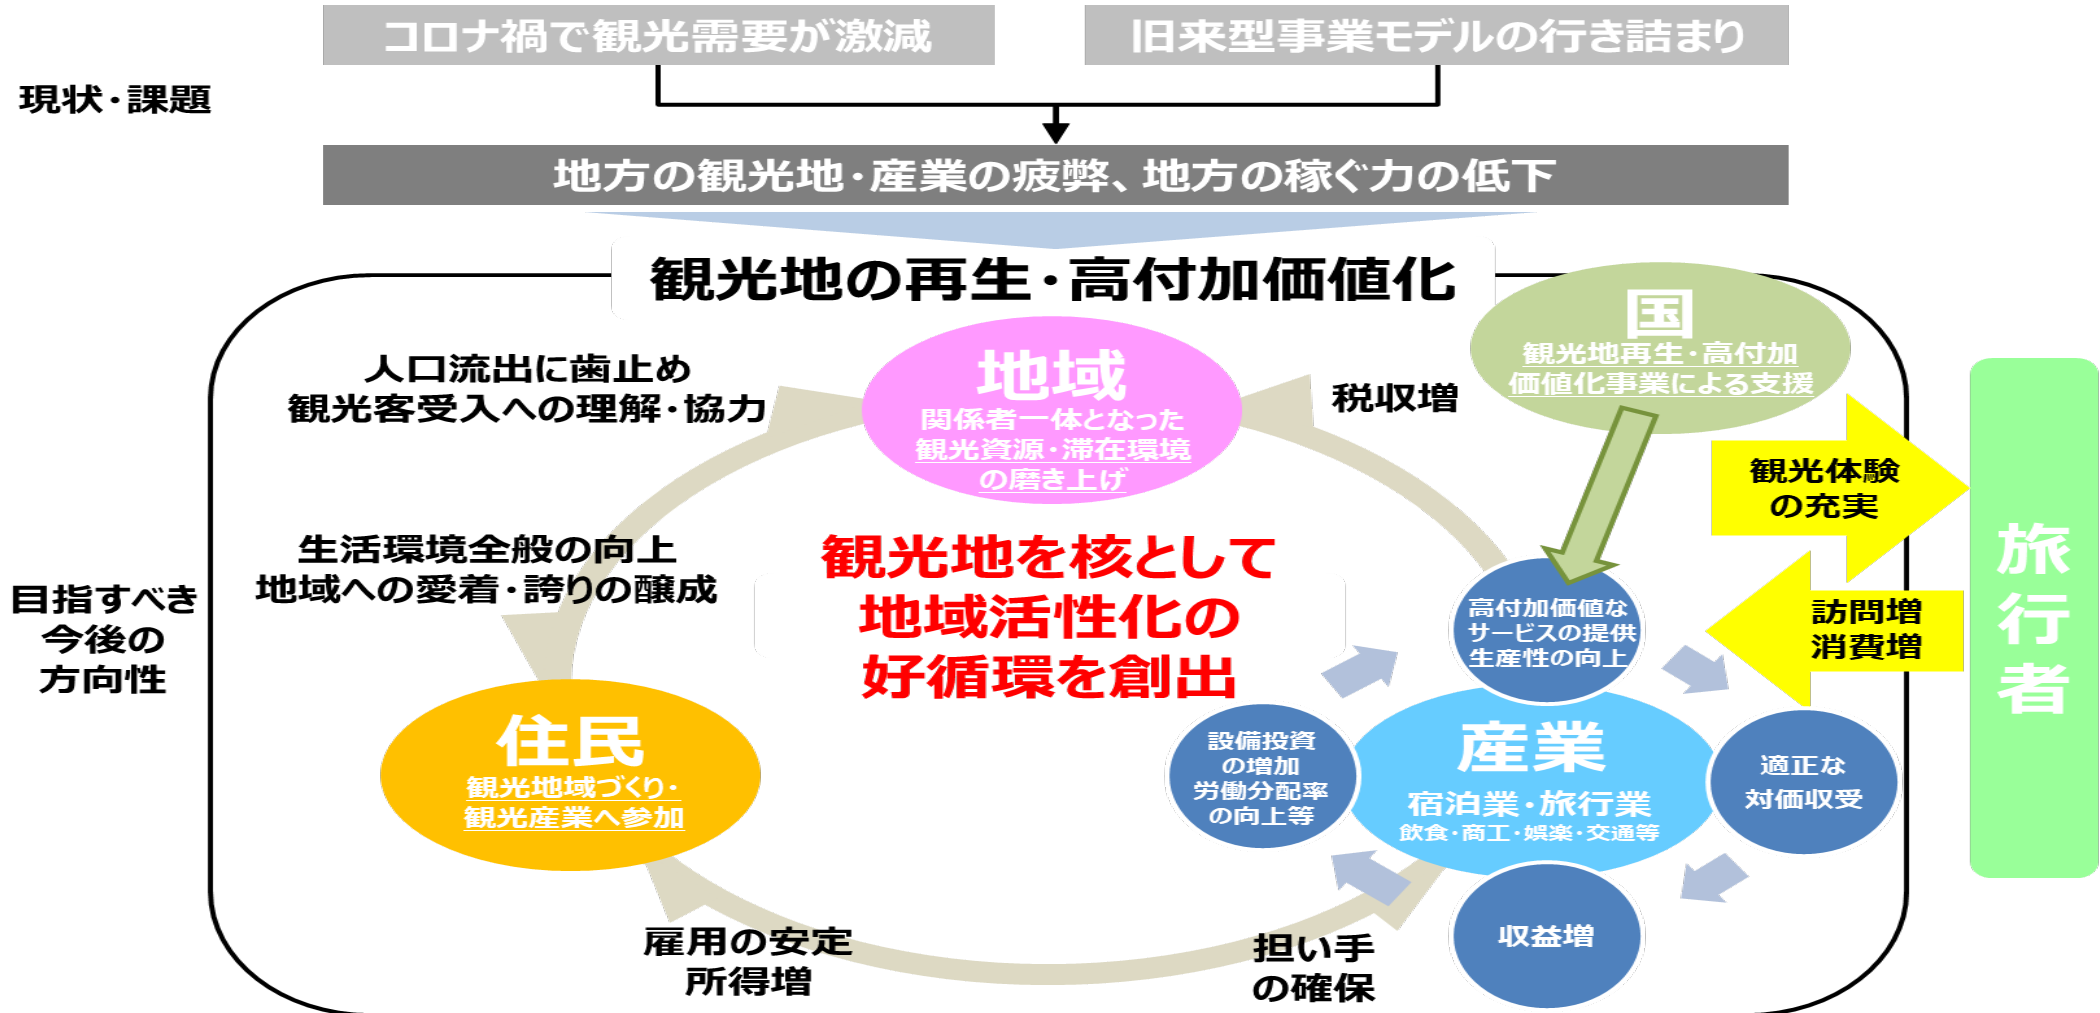 コロナ禍で観光需要が激減
旧来型事業モデルの行き詰まり
現状・課題
地方の観光地・産業の疲弊、地方の稼ぐ力の低下
観光地の再生・高付加価値化
国
観光地再生・高付加
価値化事業による支援
地域
関係者一体となった
観光資源・滞在環境
の磨き上げ
人口流出に歯止め
観光客受入への理解・協力
税収増
観光体験
の充実
生活環境全般の向上
地域への愛着・誇りの醸成
観光地を核として
地域活性化の
好循環を創出
目指すべき
今後の
方向性
高付加価値な
サービスの提供
生産性の向上
訪問増
消費増
旅行者
住民
観光地域づくり・
観光産業へ参加
設備投資
の増加
労働分配率
の向上等
産業
宿泊業・旅行業
飲食・商工・娯楽・交通等
適正な
対価収受
収益増
雇用の安定
所得増
担い手
の確保